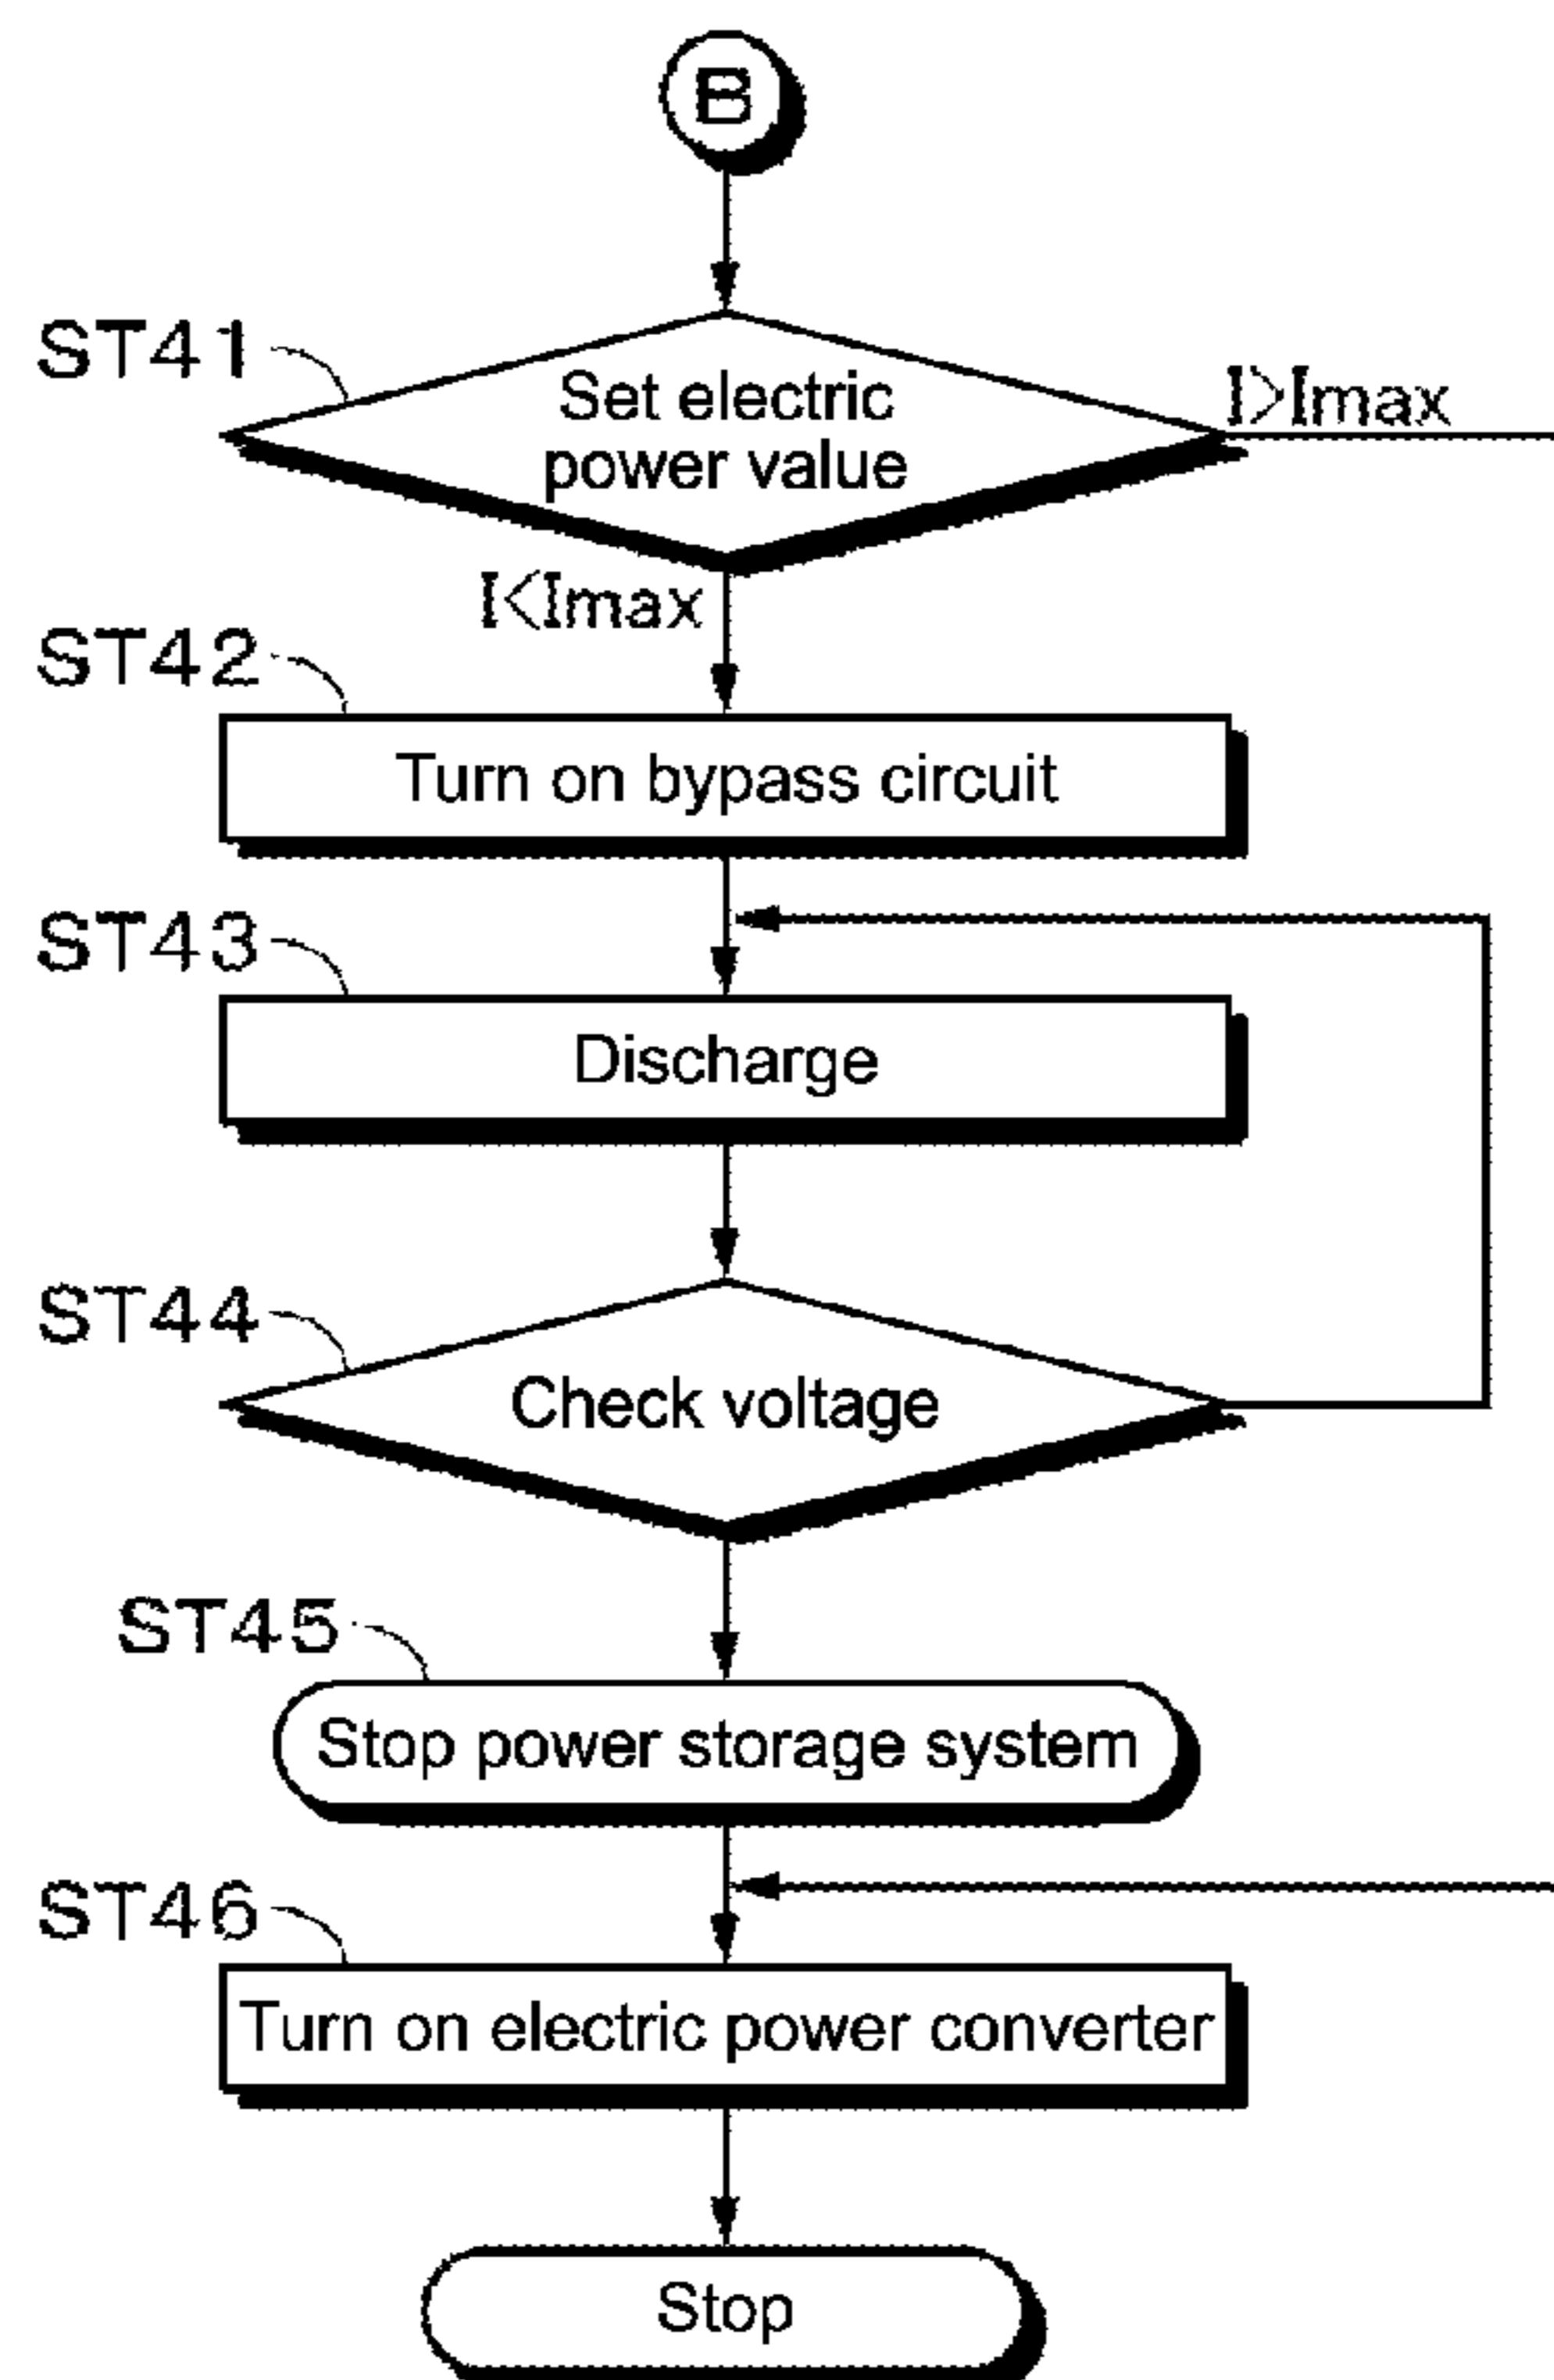 B
ST41
Set electric
power value
I>Imax
I<Imax
ST42
Turn on bypass circuit
ST43
Discharge
ST44
Check voltage
ST45
Stop power storage system
ST46
Turn on electric power converter
Stop